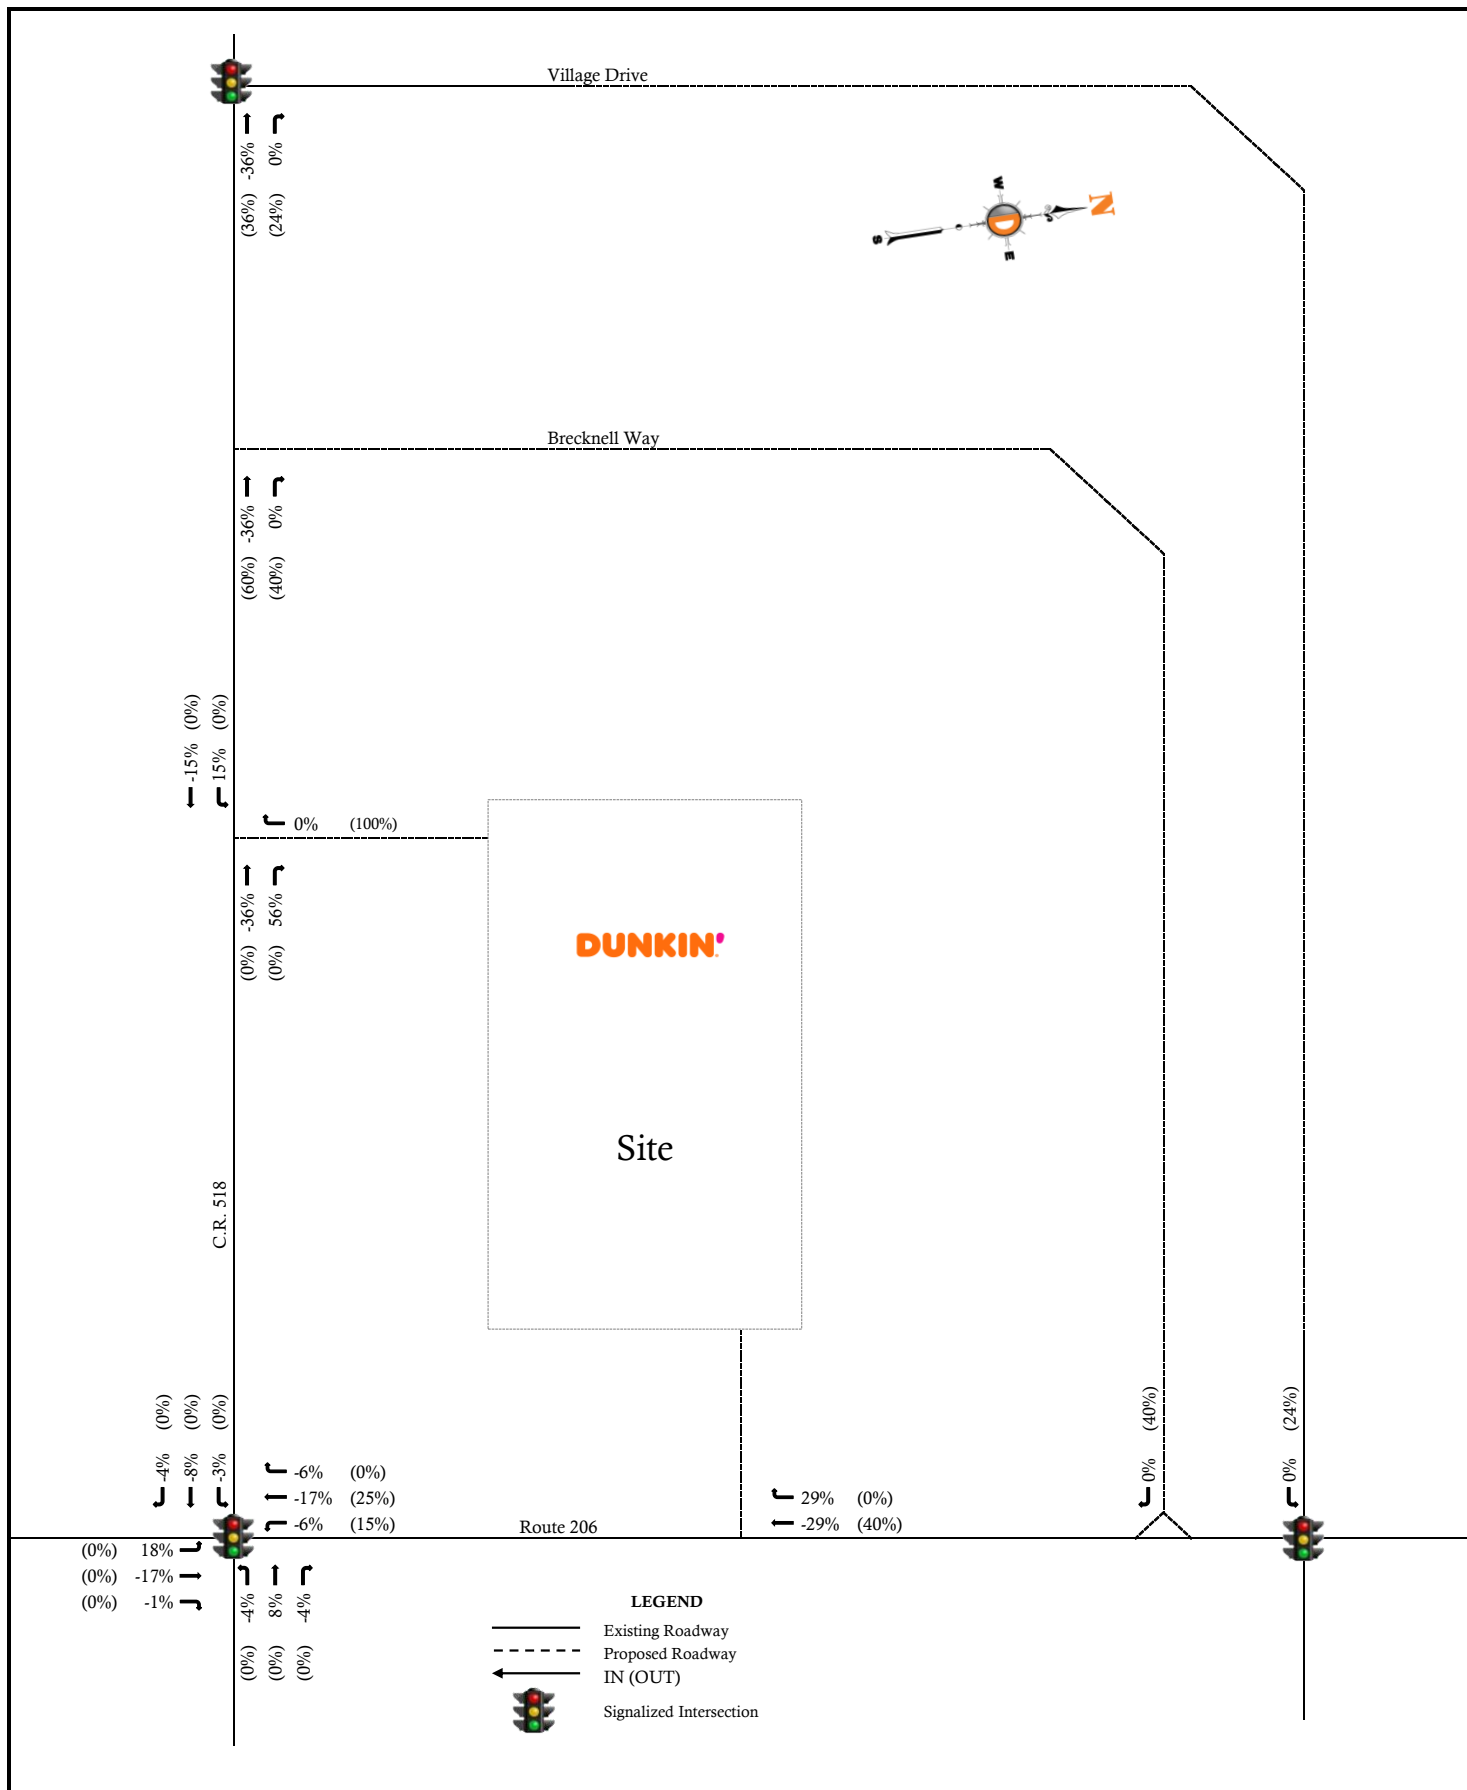 Village Drive
-36% 0%
(36%) (24%)
W
N
S
D
E
Brecknell Way
-36% 0%
(60%) (40%)
(0%) (0%)
-15% 15%
0% (100%)
-36% 56%
(0%) (0%)
DUNKIN'
Site
C.R. 518
(0%) (0%) (0%)
-4% -8% -3%
(40%)
0%
(24%)
0%
-6% (0%)
-17% (25%)
-6% (15%)
29% (0%)
-29% (40%)
Route 206
(0%) 18%
(0%) -17%
(0%) -1%
-4% 8% -4%
(0%) (0%) (0%)
LEGEND
Existing Roadway
Proposed Roadway
IN (OUT)
Signalized Intersection